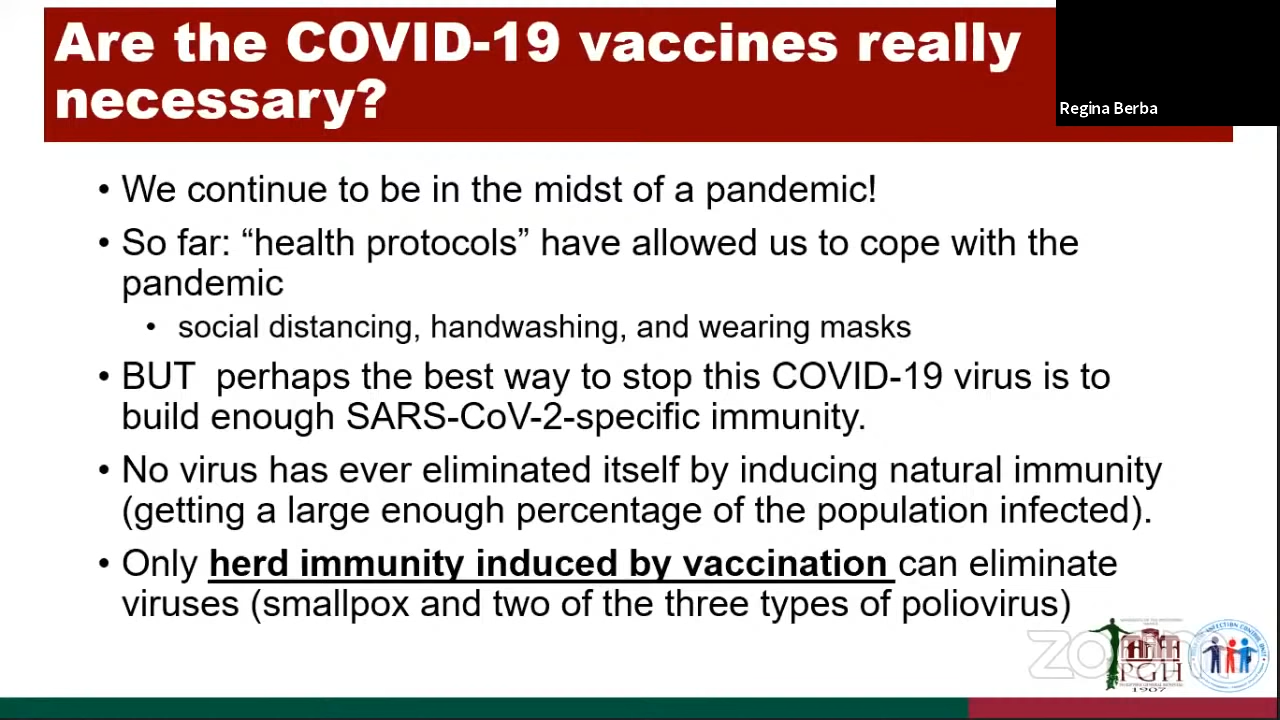 Are the COVID-19 vaccines really
necessary?
Regina Berba
• We continue to be in the midst of a pandemic!
• So far: “health protocols” have allowed us to cope with the
pandemic
• social distancing, handwashing, and wearing masks
• BUT perhaps the best way to stop this COVID-19 virus is to
build enough SARS-CoV-2-specific immunity.
• No virus has ever eliminated itself by inducing natural immunity
(getting a large enough percentage of the population infected).
• Only herd immunity induced by vaccination can eliminate
viruses (smallpox and two of the three types of poliovirus)
zoom
PGH
1907